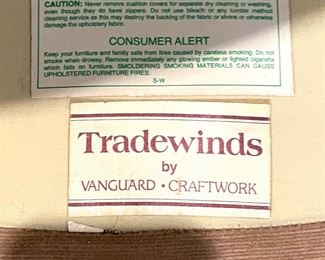 CAUTION: Never remove cushion covers for separate dry cleaning or washing,
even though they do have zippers. Do not use bleach or any tumble method
cleaning service as this may destroy the backing of the fabric or shrink or otherwise
damage the upholstery fabric.
CONSUMER ALERT
Keep your furniture and family safe from fires caused by careless smoking. Do not
smoke when drowsy. Remove immediately any glowing ember or lighted cigarette
which falls on furniture. SMOLDERING SMOKING MATERIALS CAN CAUSE
UPHOLSTERED FURNITURE FIRES.
S-W
Tradewinds
by
VANGUARD • CRAFTWORK